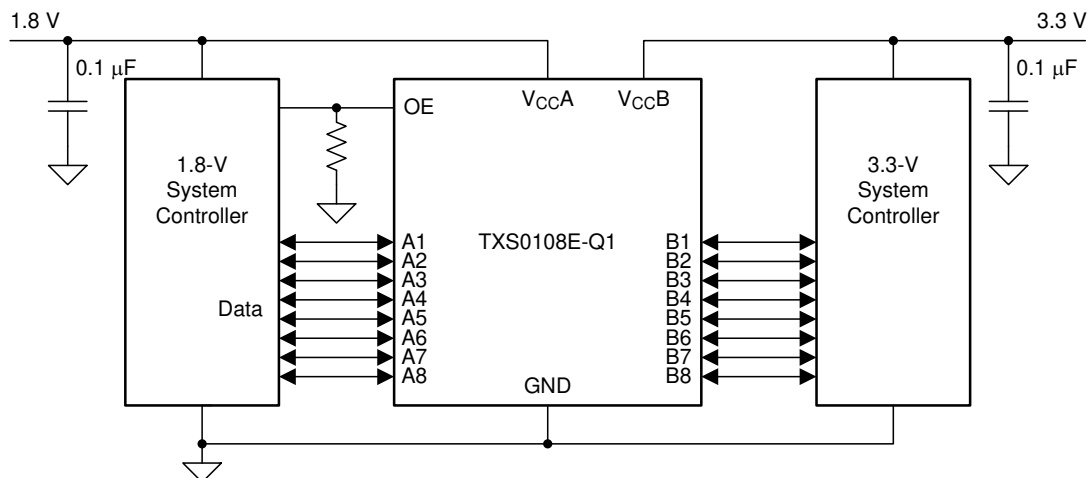 1.8 V
3.3 V
0.1 μF
0.1 μF
OE
VCCA
VCCB
1.8-V
System
Controller
3.3-V
System
Controller
TXS0108E-Q1
Data
A1
A2
A3
A4
A5
A6
A7
A8
B1
B2
B3
B4
B5
B6
B7
B8
GND